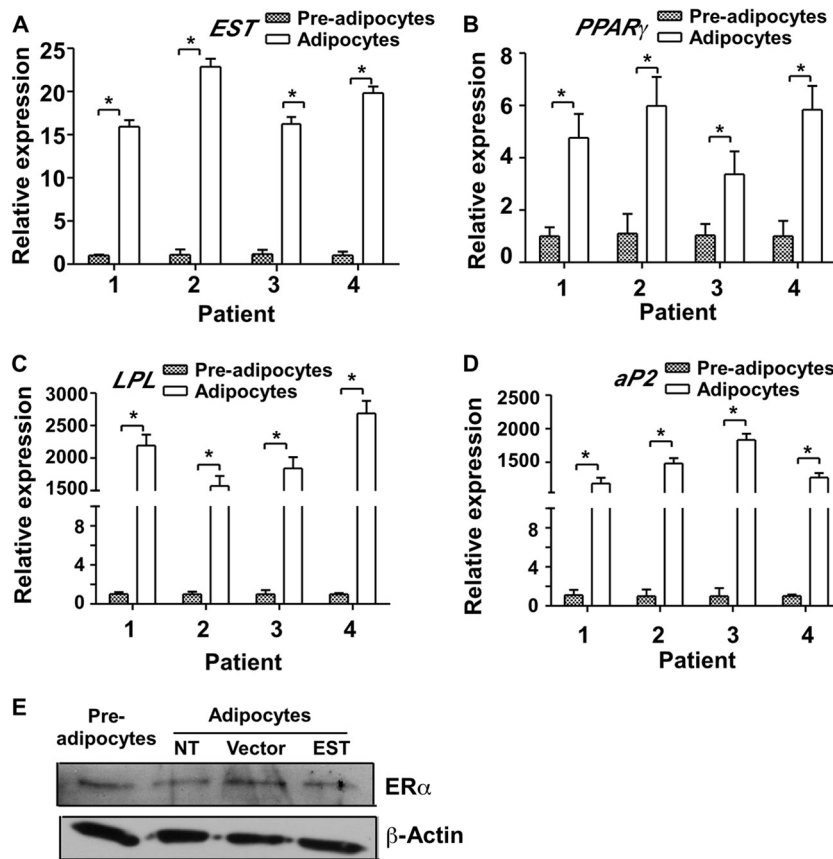 A
EST
Pre-adipocytes
Adipocytes
Relative expression
25
20
15
10
5
0
* * * *
1 2 3 4
Patient
B
PPARγ
Pre-adipocytes
Adipocytes
Relative expression
8
6
4
2
0
* * * *
1 2 3 4
Patient
C
LPL
Pre-adipocytes
Adipocytes
Relative expression
3000
2500
2000
1500
8
4
0
* * * *
1 2 3 4
Patient
D
aP2
Pre-adipocytes
Adipocytes
Relative expression
2500
1500
8
4
2
0
* * * *
1 2 3 4
Patient
E
Pre-
adipocytes
Adipocytes
NT Vector EST
ERα
β-Actin